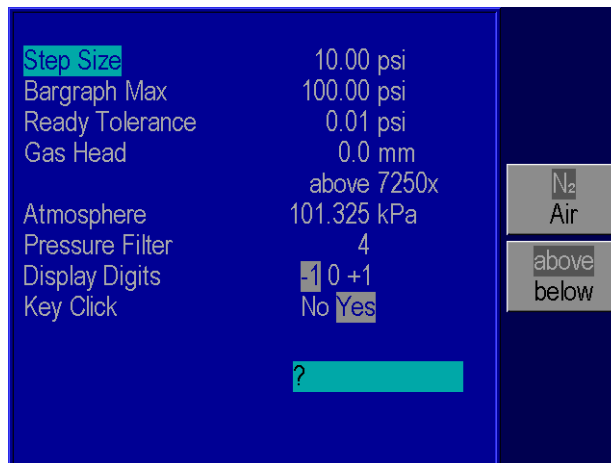 Step Size 10.00 psi
Bargraph Max 100.00 psi
Ready Tolerance 0.01 psi
Gas Head 0.0 mm
above 7250x
Atmosphere 101.325 kPa
Pressure Filter 4
Display Digits -1 0 +1
Key Click No Yes
?
N₂
Air
above
below